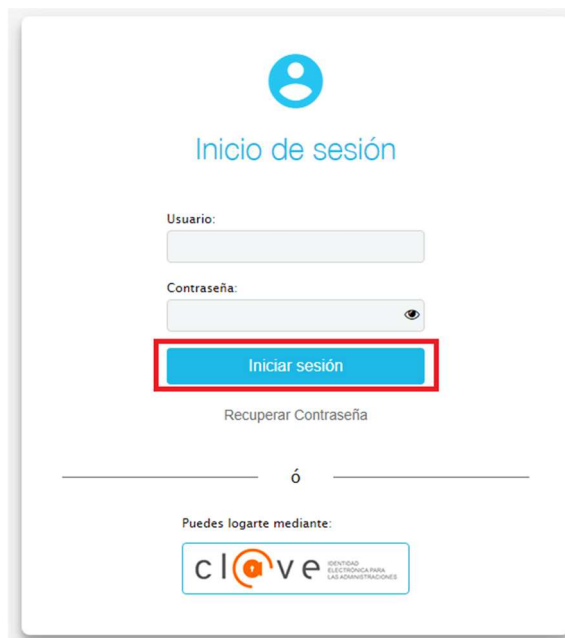 Inicio de sesión
Usuario:
Contraseña:
Iniciar sesión
Recuperar Contraseña
ó
Puedes logarte mediante:
cl@ve IDENTIDAD
ELECTRÓNICA PARA
LAS ADMINISTRACIONES